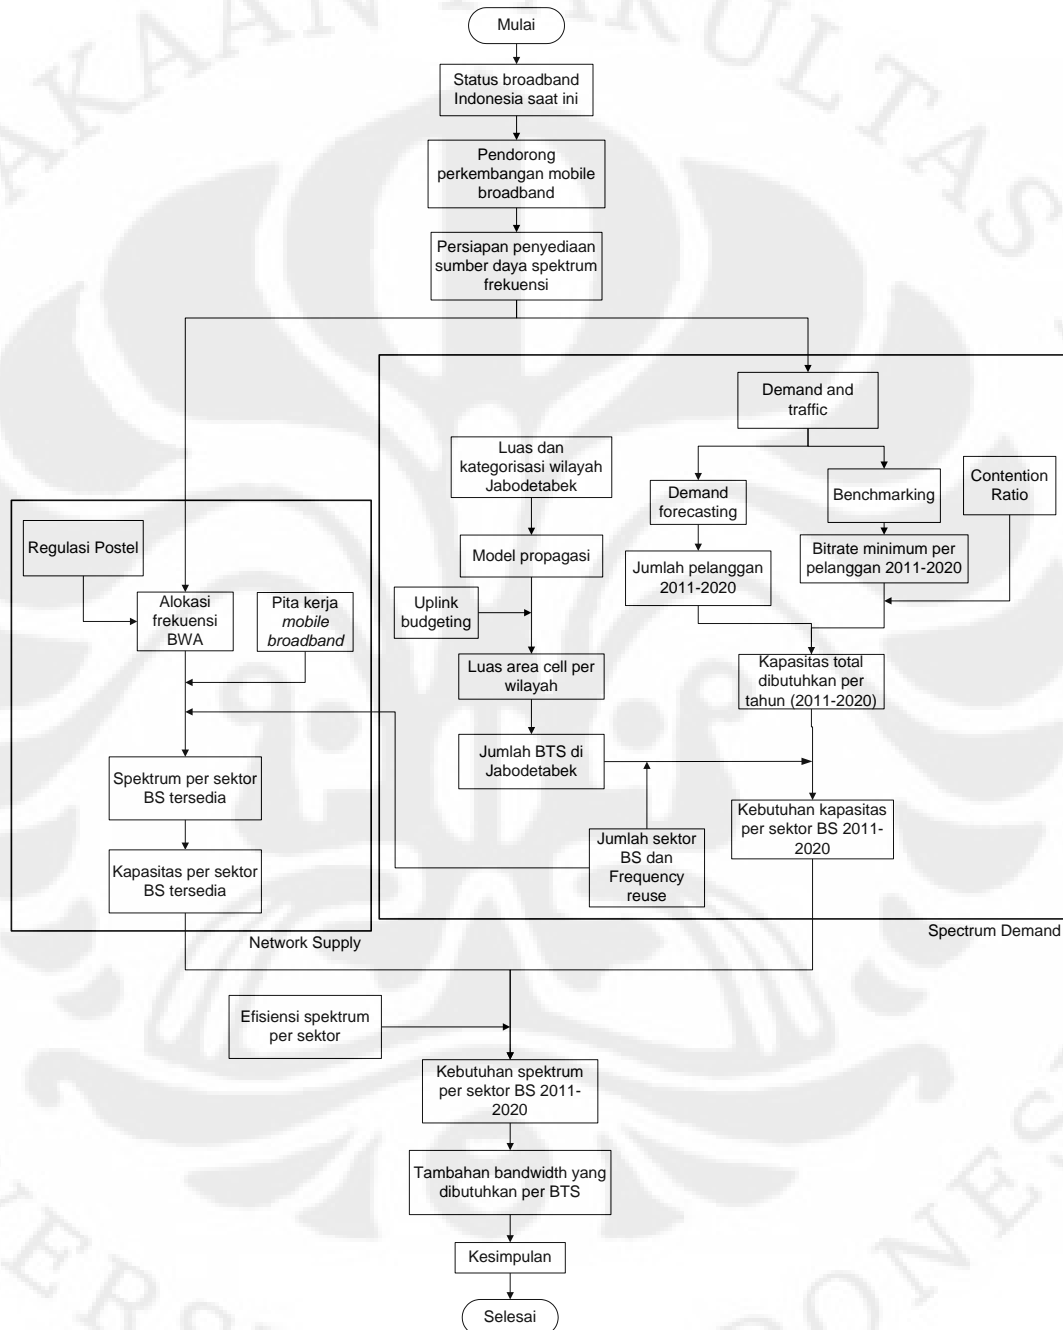 Mulai
Status broadband
Indonesia saat ini
Pendorong
perkembangan mobile
broadband
Persiapan penyediaan
sumber daya spektrum
frekuensi
Demand and
traffic
Luas dan
kategorisasi wilayah
Jabodetabek
Demand
forecasting
Benchmarking
Contention
Ratio
Regulasi Postel
Model propagasi
Jumlah pelanggan
2011-2020
Bitrate minimum per
pelanggan 2011-2020
Alokasi
frekuensi
BWA
Pita kerja
mobile
broadband
Uplink
budgeting
Luas area cell per
wilayah
Kapasitas total
dibutuhkan per
tahun (2011-2020)
Jumlah BTS di
Jabodetabek
Spektrum per sektor
BS tersedia
Kebutuhan kapasitas
per sektor BS 2011-
2020
Jumlah sektor
BS dan
Frequency
reuse
Kapasitas per sektor
BS tersedia
Network Supply
Spectrum Demand
Efisiensi spektrum
per sektor
Kebutuhan spektrum
per sektor BS 2011-
2020
Tambahan bandwidth yang
dibutuhkan per BTS
Kesimpulan
Selesai